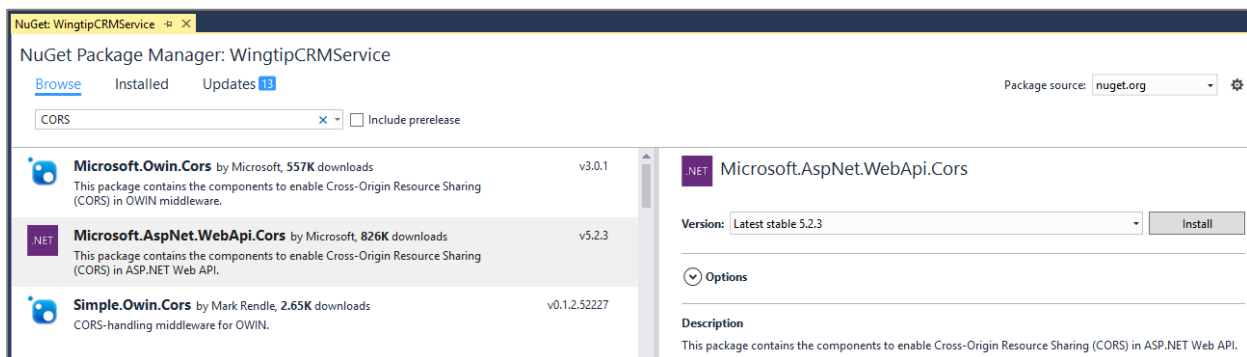 NuGet: WingtipCRMService
NuGet Package Manager: WingtipCRMService
Browse Installed Updates 13
Package source: nuget.org
CORS
Include prerelease
Microsoft.Owin.Cors by Microsoft, 557K downloads v3.0.1
This package contains the components to enable Cross-Origin Resource Sharing
(CORS) in OWIN middleware.
.NET Microsoft.AspNet.WebApi.Cors by Microsoft, 826K downloads v5.2.3
This package contains the components to enable Cross-Origin Resource Sharing
(CORS) in ASP.NET Web API.
Simple.Owin.Cors by Mark Rendle, 2.65K downloads v0.1.2.52227
CORS-handling middleware for OWIN.
.NET Microsoft.AspNet.WebApi.Cors
Version: Latest stable 5.2.3 Install
Options
Description
This package contains the components to enable Cross-Origin Resource Sharing (CORS) in ASP.NET Web API.